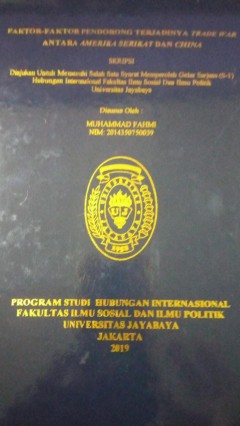 FAKTOR-FAKTOR PENDORONG TERJADINYA TRADE WAR
ANTARA AMERIKA SERIKAT DAN CHINA
SKRIPSI
Diajukan Untuk Memenuhi Salah Satu Syarat Memperoleh Gelar Sarjana (S-1)
Hubungan Internasional Fakultas Ilmu Sosial Dan Ilmu Politik
Universitas Jayabaya
Disusun Oleh :
MUHAMMAD FAHMI
NIM: 2014350750039
PROGRAM STUDI HUBUNGAN INTERNASIONAL
FAKULTAS ILMU SOSIAL DAN ILMU POLITIK
UNIVERSITAS JAYABAYA
JAKARTA
2019